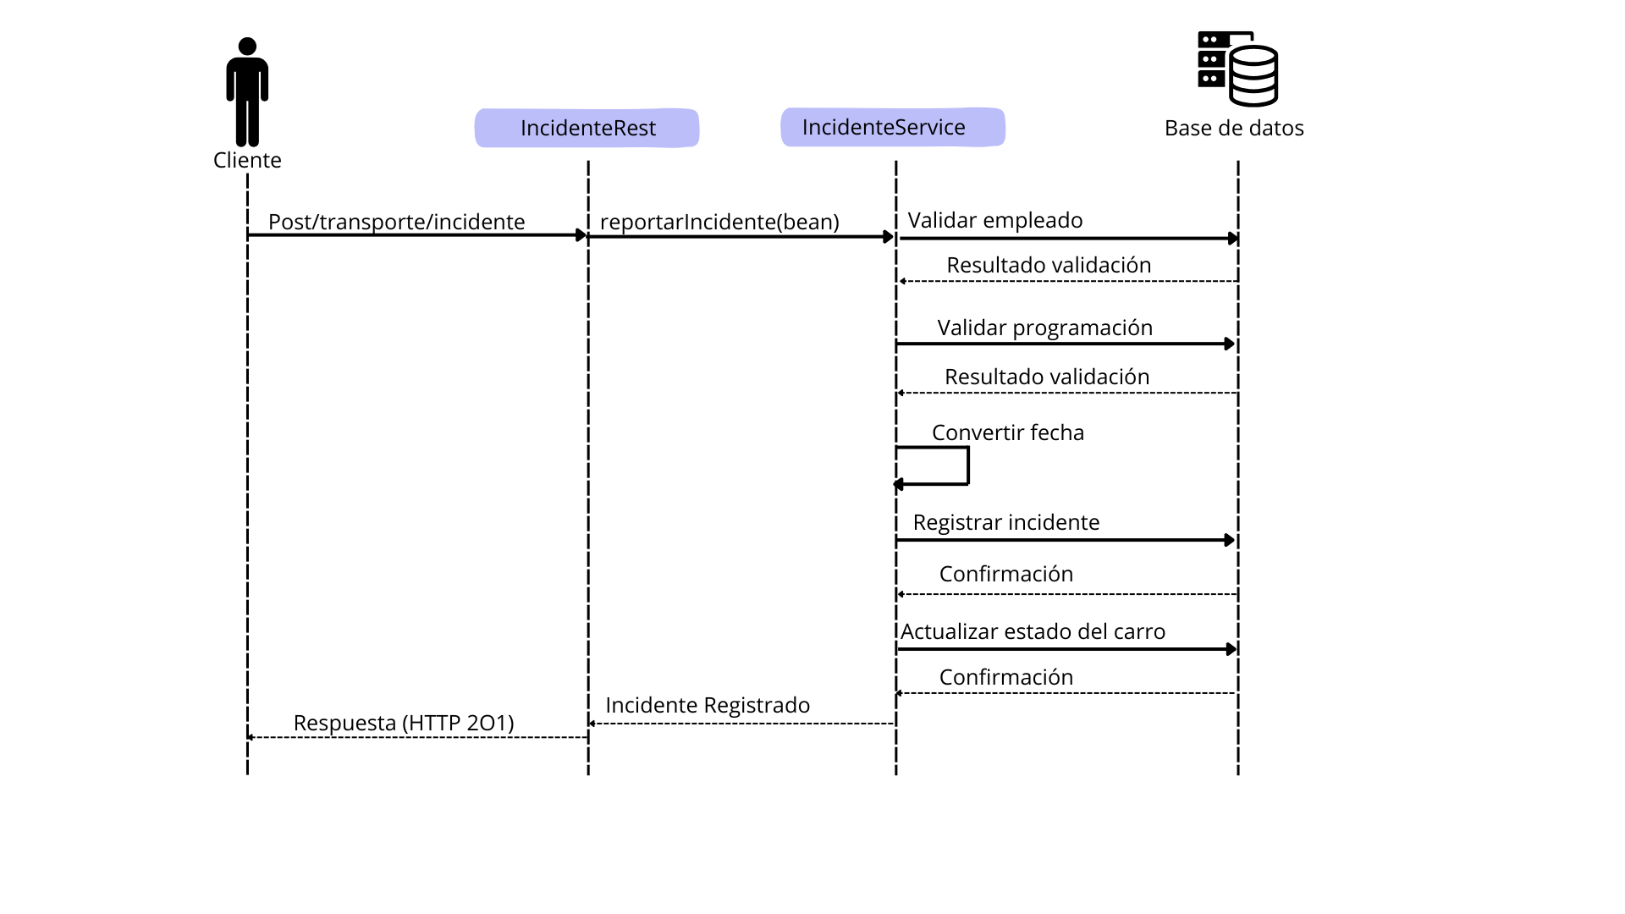 Cliente
IncidenteRest
IncidenteService
Base de datos
Post/transporte/incidente
reportarIncidente(bean)
Validar empleado
Resultado validación
Validar programación
Resultado validación
Convertir fecha
Registrar incidente
Confirmación
Actualizar estado del carro
Confirmación
Incidente Registrado
Respuesta (HTTP 2O1)